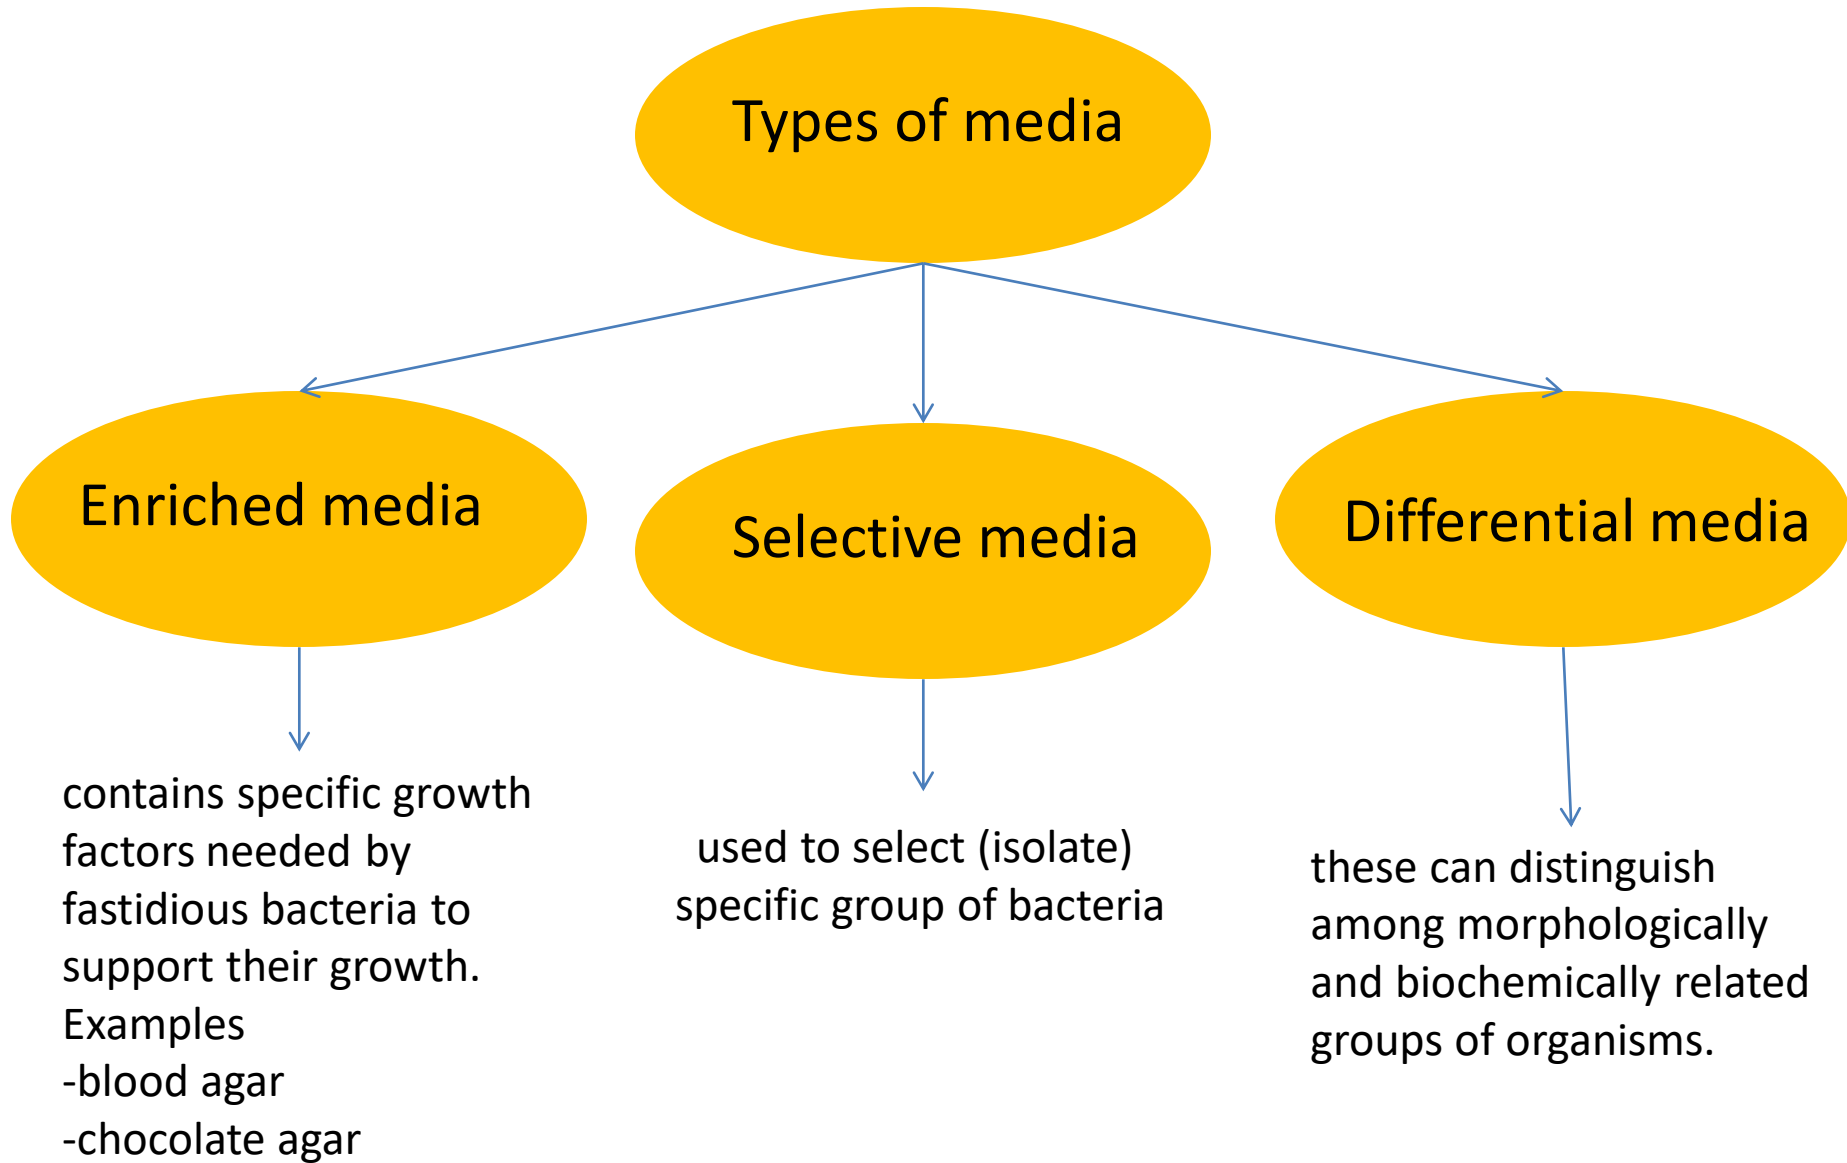 Types of media
Enriched media
Selective media
Differential media
contains specific growth
factors needed by
fastidious bacteria to
support their growth.
Examples
-blood agar
-chocolate agar
used to select (isolate)
specific group of bacteria
these can distinguish
among morphologically
and biochemically related
groups of organisms.